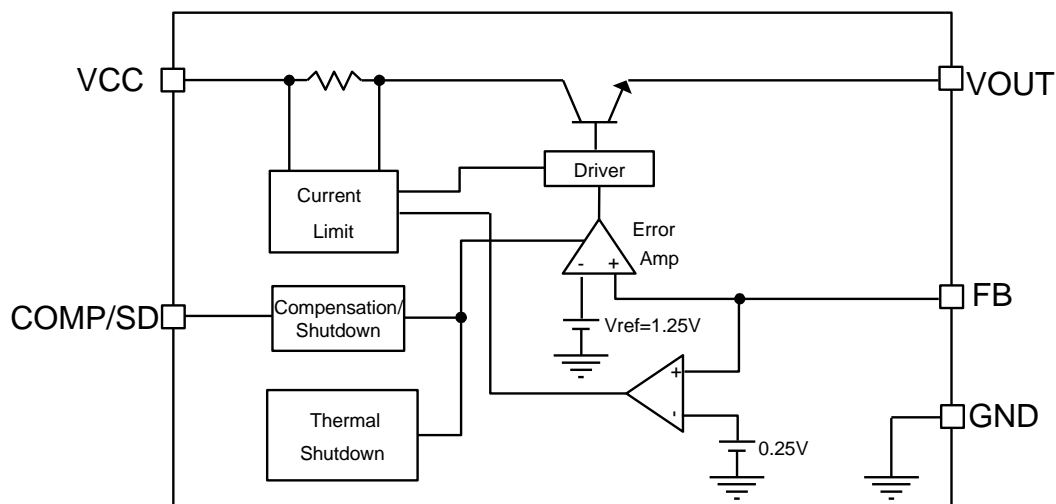 VCC
VOUT
Driver
Current
Limit
Error
Amp
-
+
COMP/SD
Compensation/
Shutdown
Vref=1.25V
FB
+
-
Thermal
Shutdown
0.25V
GND